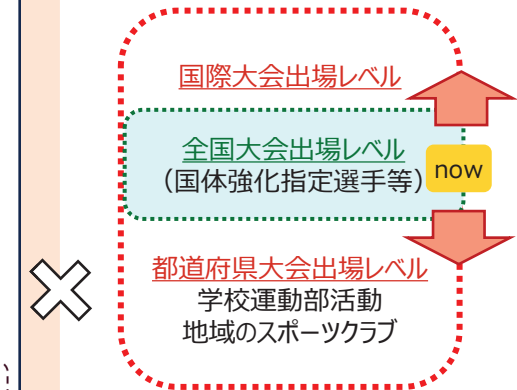 国際大会出場レベル
全国大会出場レベル
（国体強化指定選手等）
now
都道府県大会出場レベル
学校運動部活動
地域のスポーツクラブ